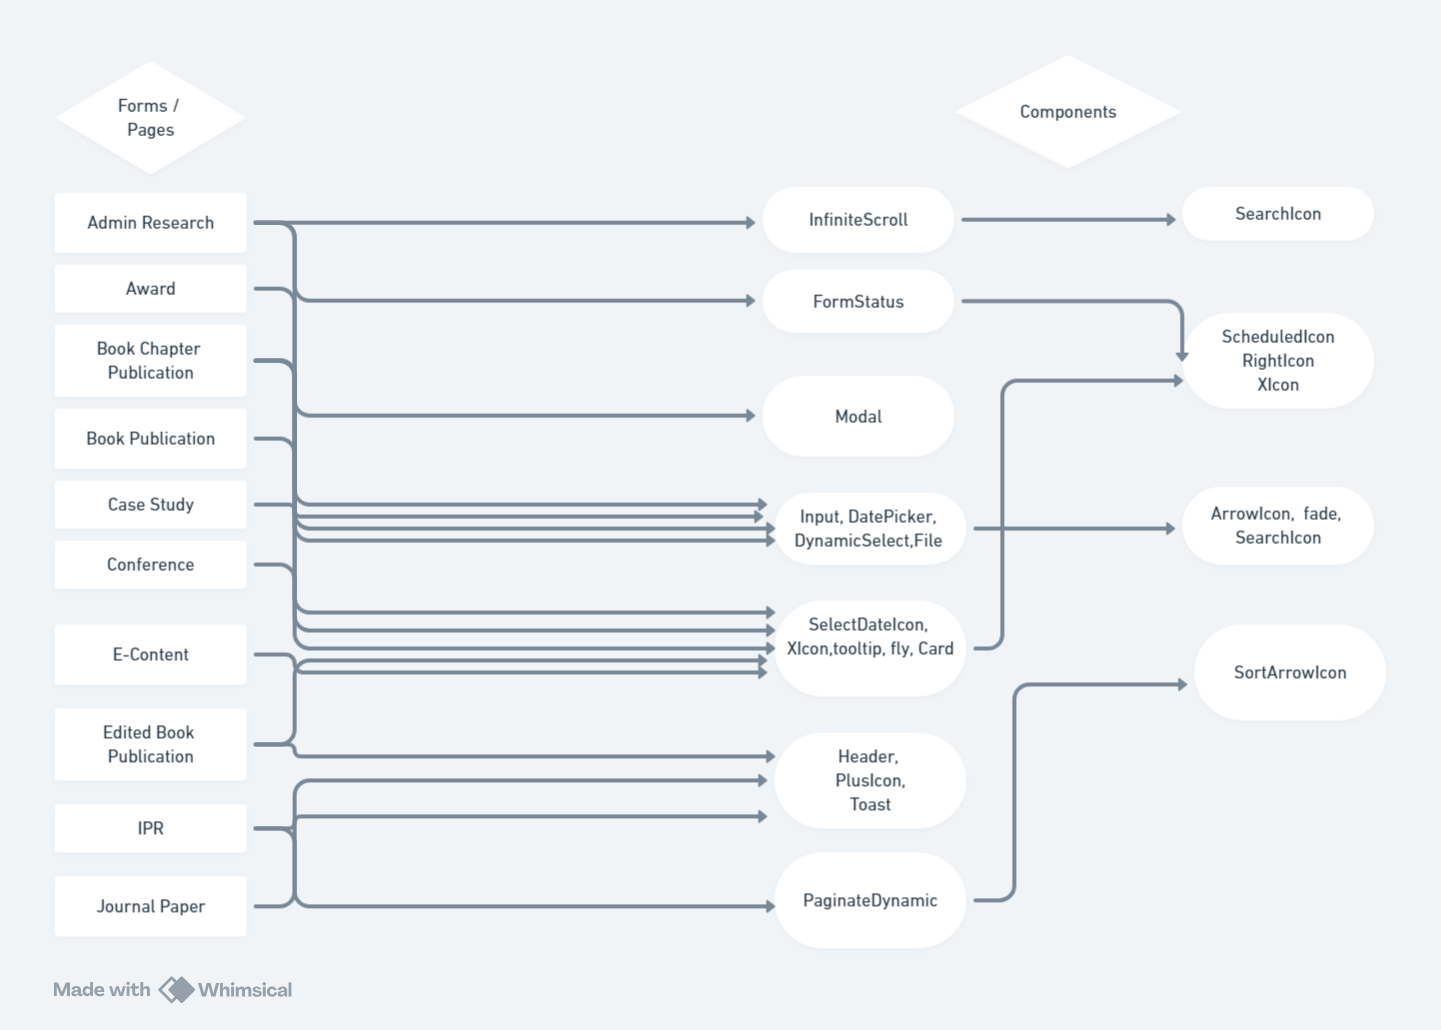 Forms /
Pages
Components
Admin Research
Award
Book Chapter
Publication
Book Publication
Case Study
Conference
E-Content
Edited Book
Publication
IPR
Journal Paper
InfiniteScroll
FormStatus
Modal
Input, DatePicker,
DynamicSelect,File
SelectDateIcon,
XIcon,tooltip, fly, Card
Header,
PlusIcon,
Toast
PaginateDynamic
SearchIcon
ScheduledIcon
RightIcon
XIcon
ArrowIcon, fade,
SearchIcon
SortArrowIcon
Made with Whimsical